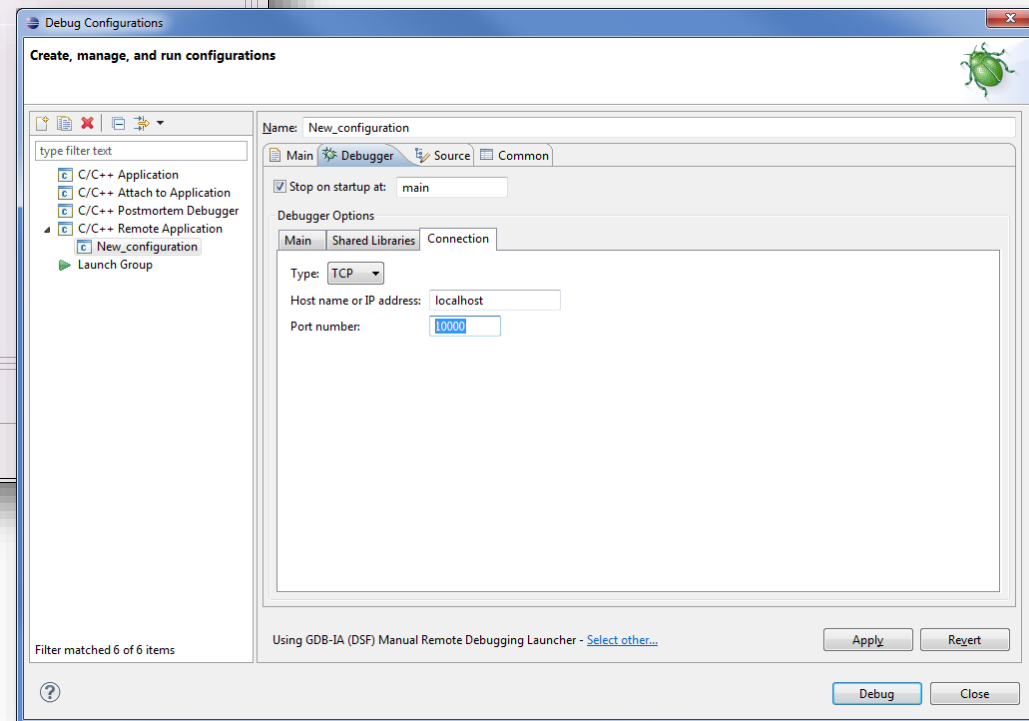 Debug Configurations
Create, manage, and run configurations
type filter text
C/C++ Application
C/C++ Attach to Application
C/C++ Postmortem Debugger
C/C++ Remote Application
New_configuration
Launch Group
Filter matched 6 of 6 items
Name: New_configuration
Main Debugger Source Common
Stop on startup at: main
Debugger Options
Main Shared Libraries Connection
Type: TCP
Host name or IP address: localhost
Port number: 10000
Using GDB-IA (DSF) Manual Remote Debugging Launcher - Select other...
Apply Revert
Debug Close